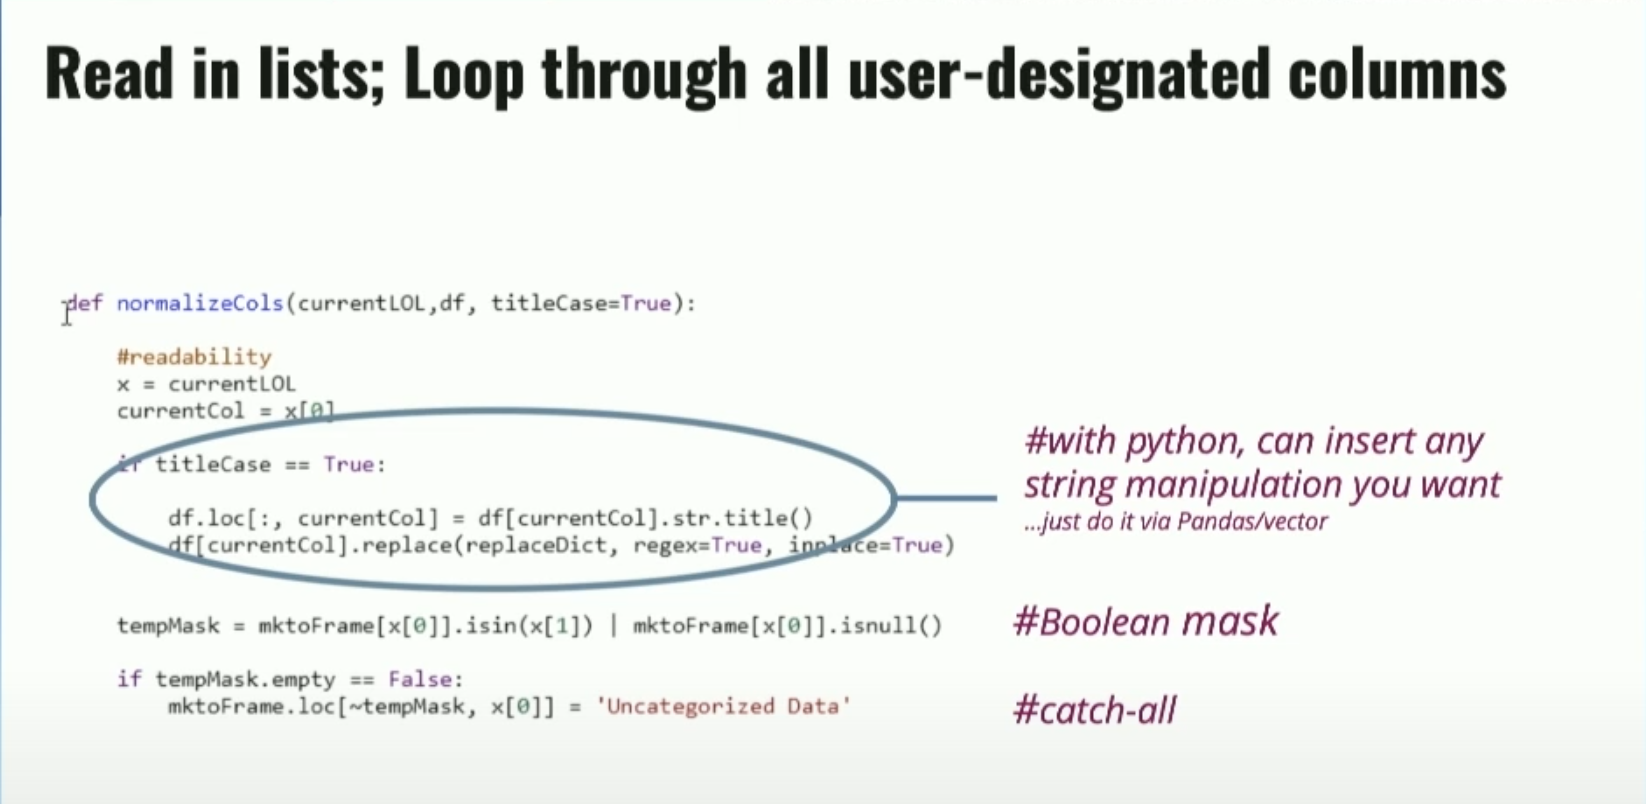 Read in lists; Loop through all user-designated columns
def normalizeCols(currentLOL,df, titleCase=True):
#readability
x = currentLOL
currentCol = x[0]
if titleCase == True:
df.loc[:, currentCol] = df[currentCol].str.title()
df[currentCol].replace(replaceDict, regex=True, inplace=True)
#with python, can insert any
string manipulation you want
...just do it via Pandas/vector
tempMask = mktoFrame[x[0]].isin(x[1]) | mktoFrame[x[0]].isnull()
#Boolean mask
if tempMask.empty == False:
mktoFrame.loc[~tempMask, x[0]] = 'Uncategorized Data'
#catch-all